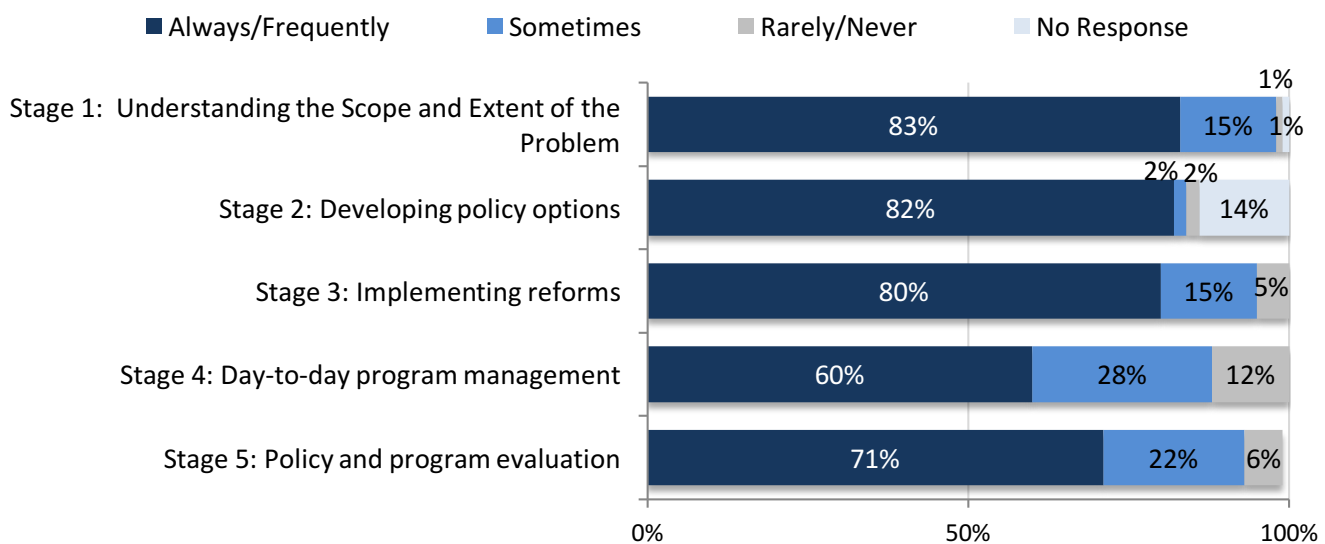 Always/Frequently Sometimes Rarely/Never No Response
1%
Stage 1:  Understanding the Scope and Extent of the
Problem
83% 15% 1%
2% 2%
Stage 2: Developing policy options
82% 14%
Stage 3: Implementing reforms
80% 15% 5%
Stage 4: Day-to-day program management
60% 28% 12%
Stage 5: Policy and program evaluation
71% 22% 6%
0% 50% 100%